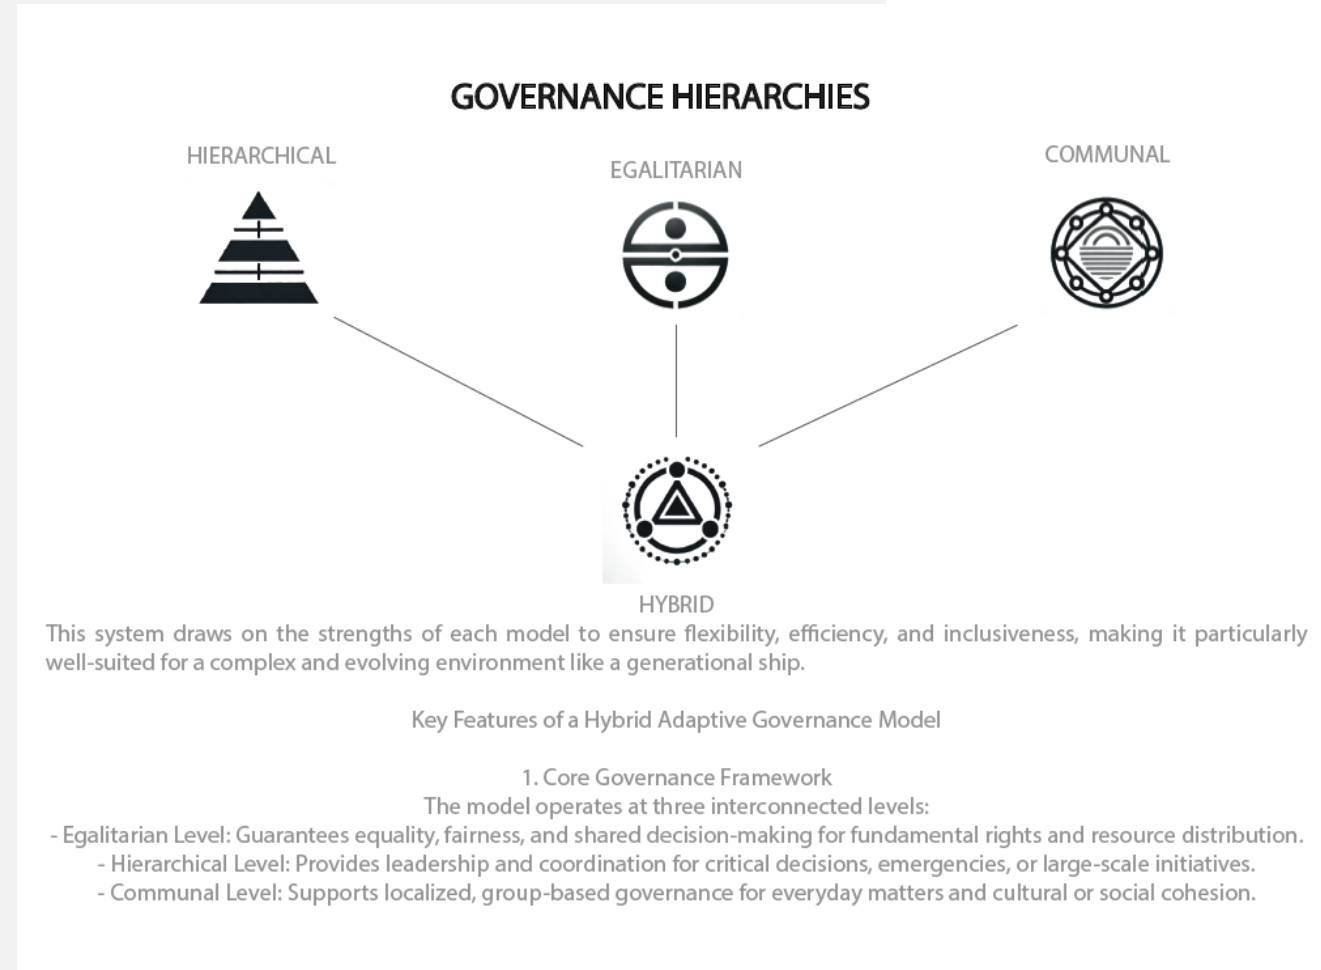 GOVERNANCE HIERARCHIES
HIERARCHICAL
EGALITARIAN
COMMUNAL
HYBRID
This system draws on the strengths of each model to ensure flexibility, efficiency, and inclusiveness, making it particularly
well-suited for a complex and evolving environment like a generational ship.
Key Features of a Hybrid Adaptive Governance Model
1. Core Governance Framework
The model operates at three interconnected levels:
- Egalitarian Level: Guarantees equality, fairness, and shared decision-making for fundamental rights and resource distribution.
- Hierarchical Level: Provides leadership and coordination for critical decisions, emergencies, or large-scale initiatives.
- Communal Level: Supports localized, group-based governance for everyday matters and cultural or social cohesion.